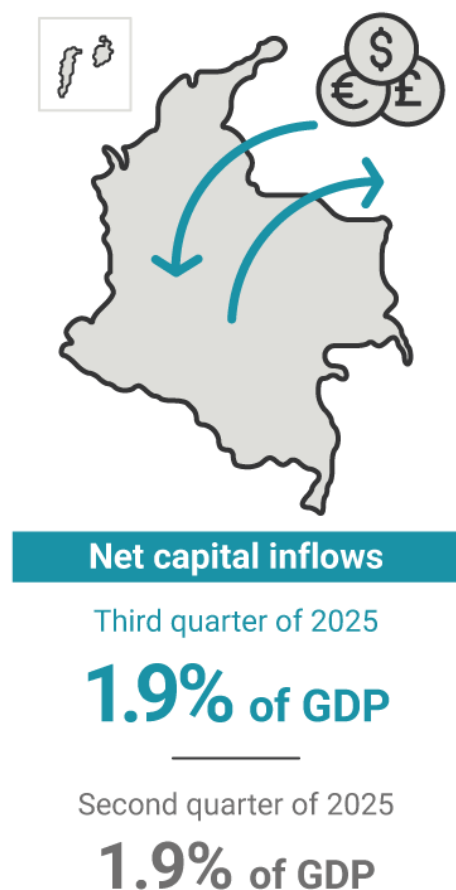 $
€ £
Net capital inflows
Third quarter of 2025
1.9% of GDP
Second quarter of 2025
1.9% of GDP